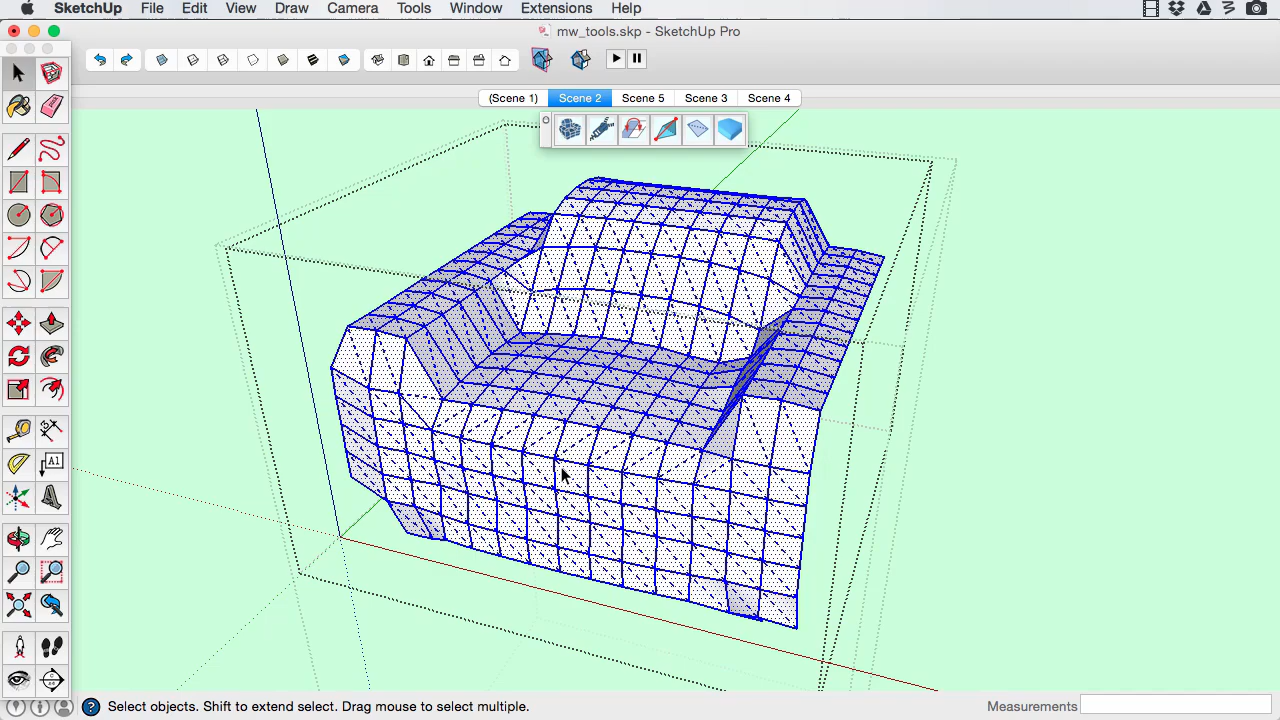 SketchUp File Edit View Draw Camera Tools Window Extensions Help
mw_tools.skp - SketchUp Pro
(Scene 1) Scene 2 Scene 5 Scene 3 Scene 4
A1
Select objects. Shift to extend select. Drag mouse to select multiple. Measurements